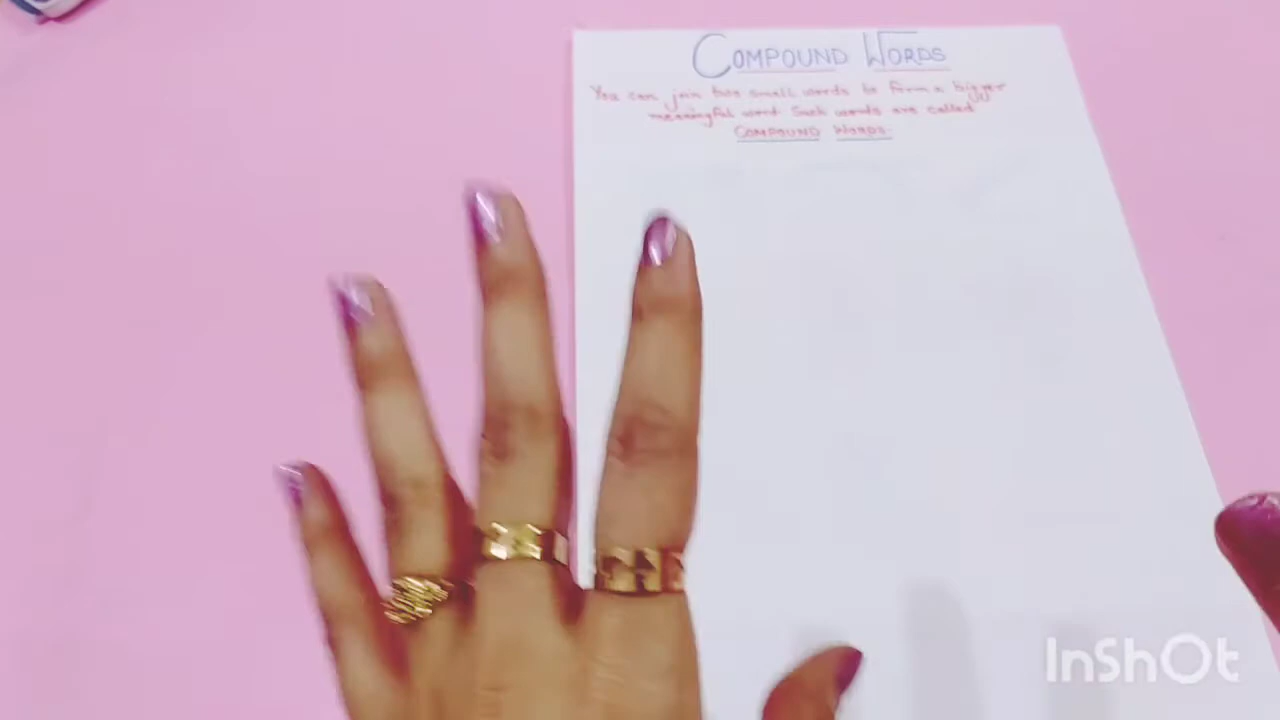 COMPOUND WORDS
You can join two small words to form a bigger
meaningful word. Such words are called
COMPOUND WORDS.
InShOt